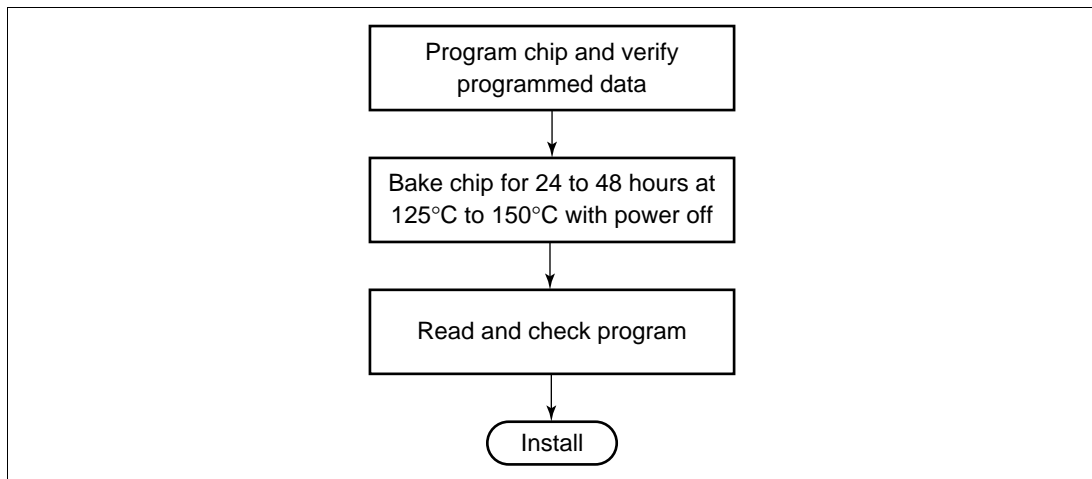 Program chip and verify
programmed data
Bake chip for 24 to 48 hours at
125°C to 150°C with power off
Read and check program
Install